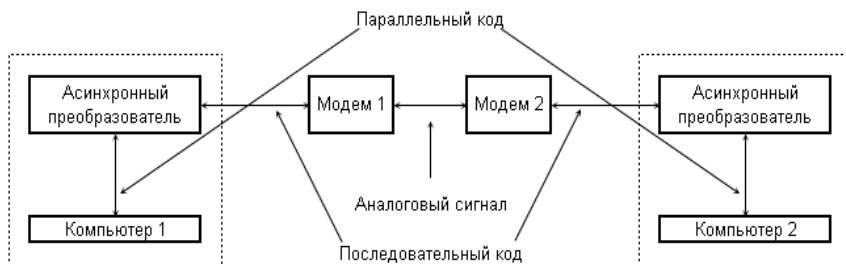 Параллельный код
Асинхронный
преобразователь
Модем 1
Модем 2
Асинхронный
преобразователь
Аналоговый сигнал
Компьютер 1
Компьютер 2
Последовательный код